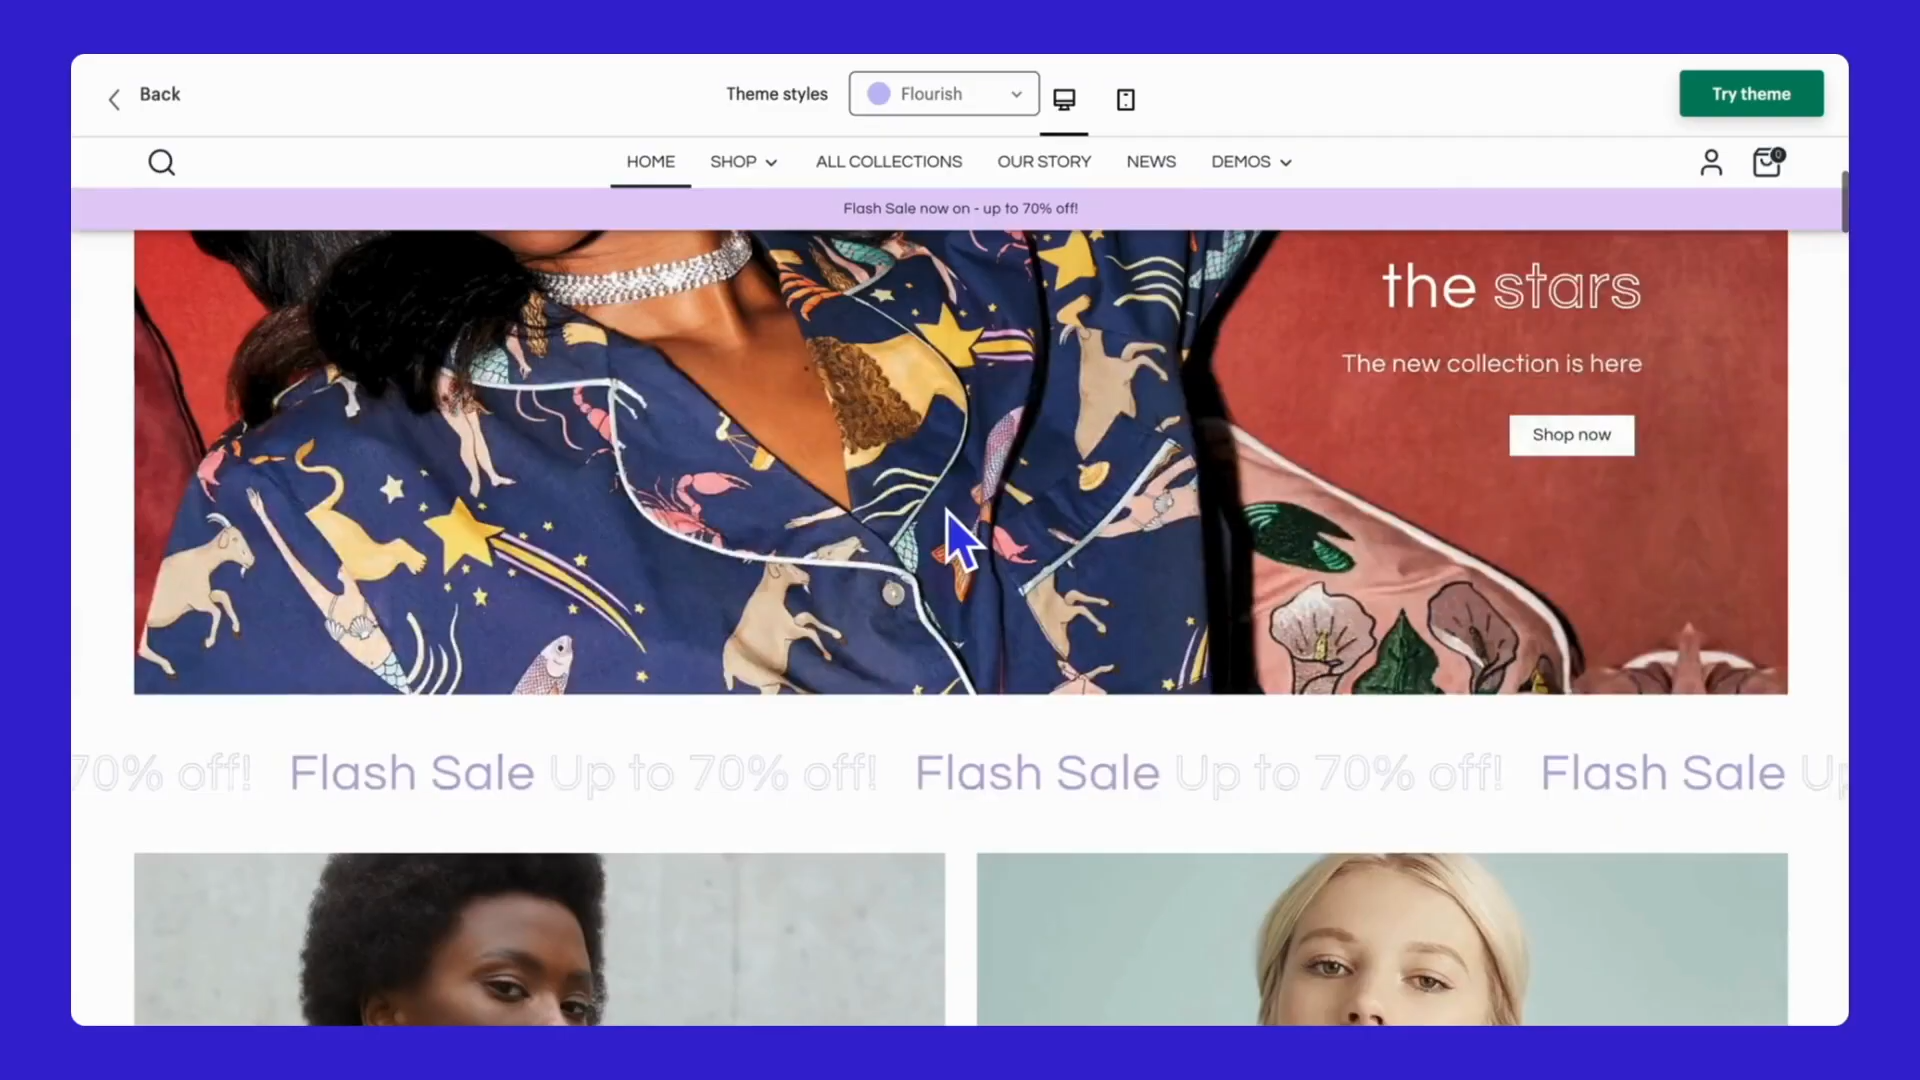 Back
Theme styles
Flourish
Try theme
HOME
SHOP
ALL COLLECTIONS
OUR STORY
NEWS
DEMOS
0
Flash Sale now on - up to 70% off!
the stars
The new collection is here
Shop now
70% off! Flash Sale Up to 70% off! Flash Sale Up to 70% off! Flash Sale Up